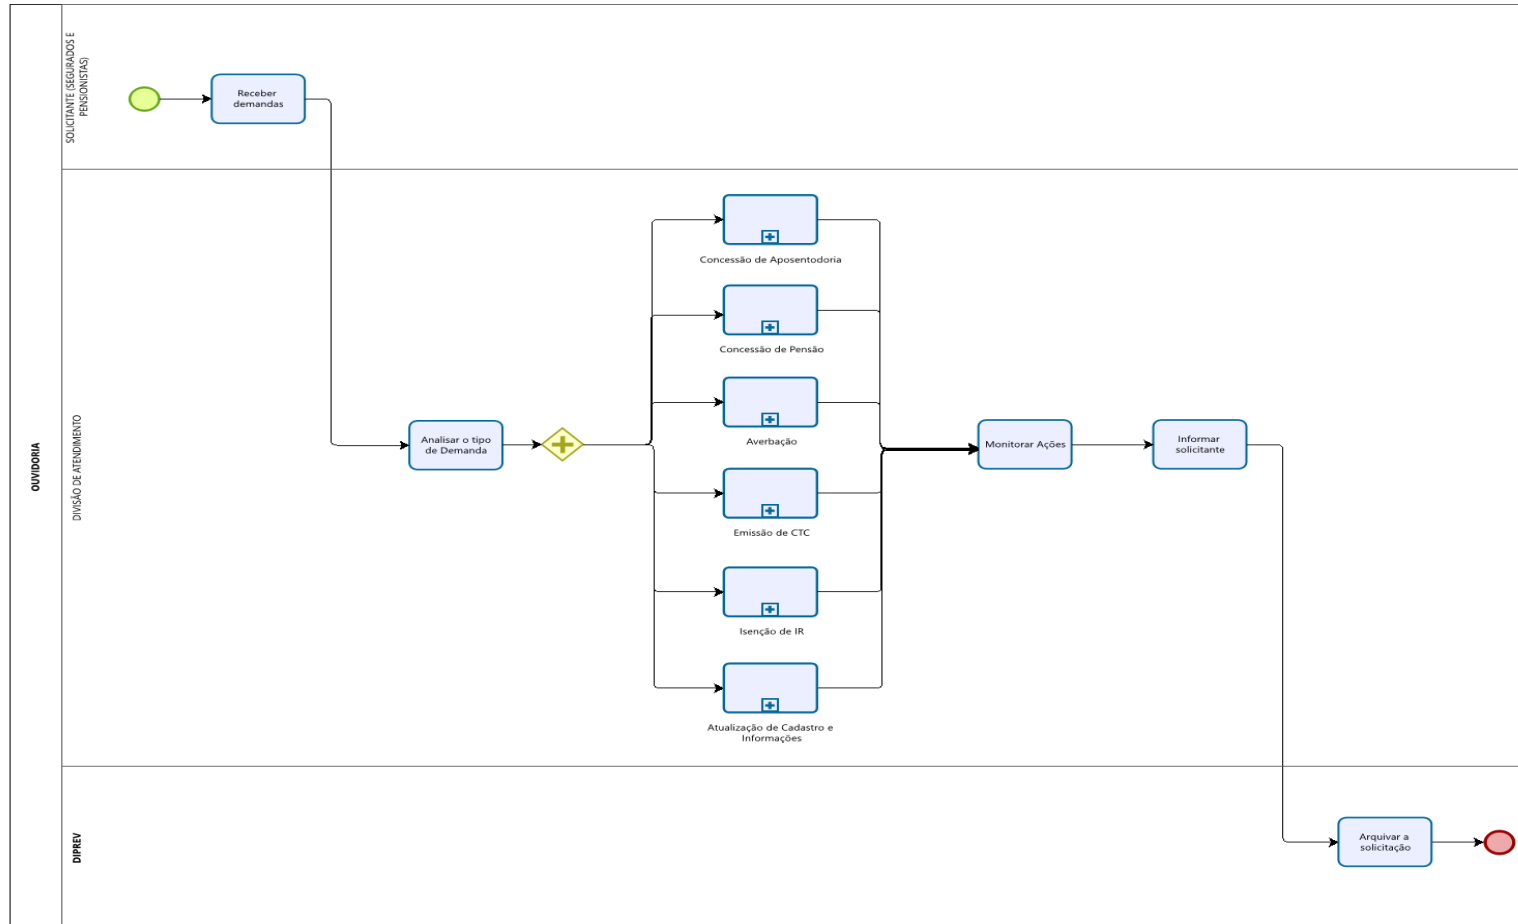 OUVIDORIA
SOLICITANTE (SEGURADOS E
PENSIONISTAS)
Receber
demandas
DIVISÃO DE ATENDIMENTO
Analisar o tipo
de Demanda
Concessão de Aposentodoria
Concessão de Pensão
Averbação
Emissão de CTC
Isenção de IR
Atualização de Cadastro e
Informações
Monitorar Ações
Informar
solicitante
DIPREV
Arquivar a
solicitação